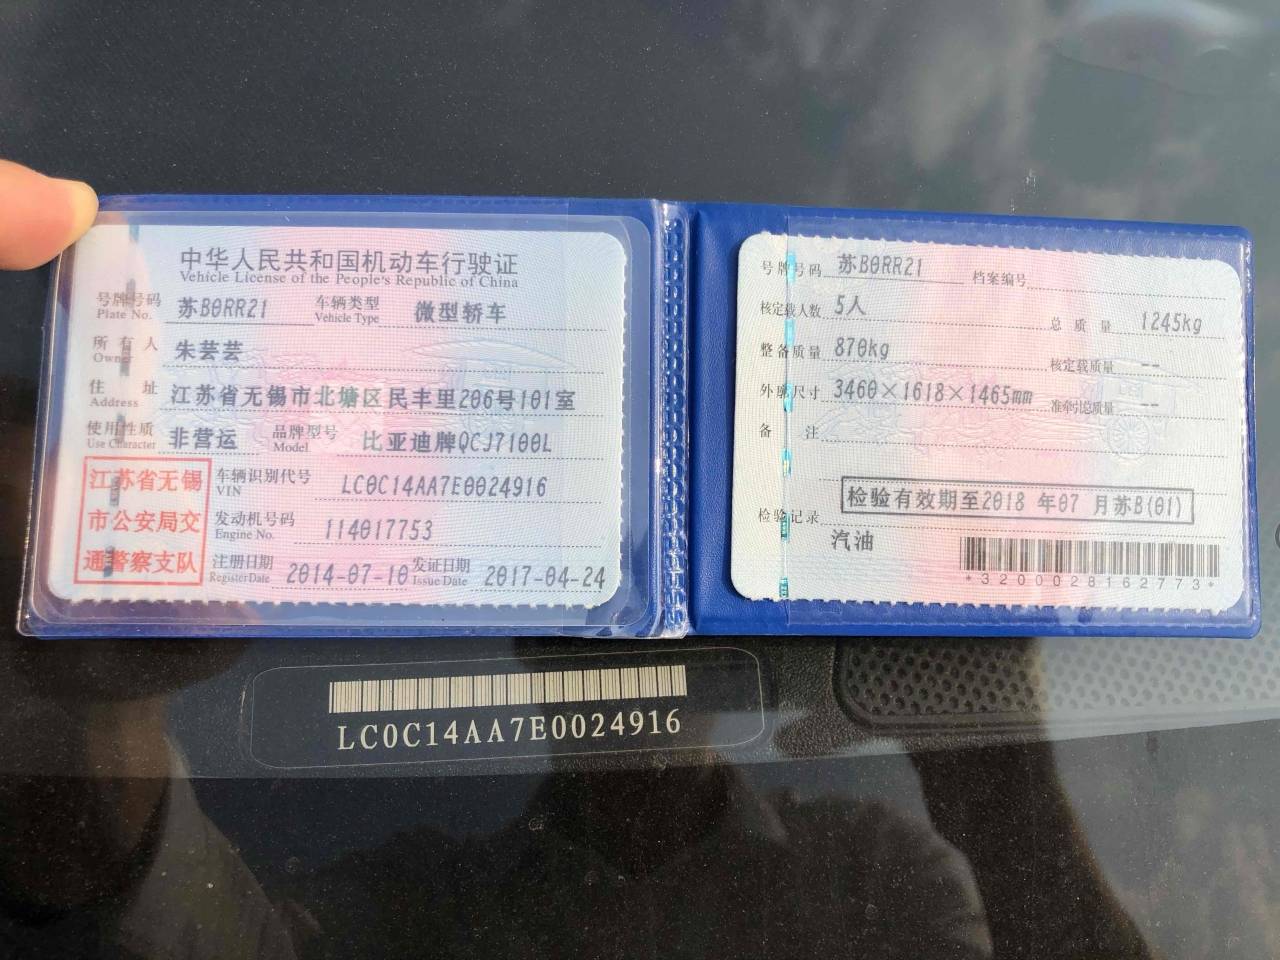 中华人民共和国机动车行驶证
Vehicle License of the People's Republic of China
号牌号码 苏B0RR21 车辆类型 微型轿车
Plate No. Vehicle Type
所有人 朱芸芸
Owner
住址 江苏省无锡市北塘区民丰里206号101室
Address
使用性质 非营运 品牌型号 比亚迪牌QCJ7100L
Use Character Model
江苏省无锡
市公安局交
通警察支队
车辆识别代号 LC0C14AA7E0024916
VIN
发动机号码 114017753
Engine No.
注册日期 2014-07-10 发证日期 2017-04-24
Register Date Issue Date
号牌号码 苏B0RR21 档案编号
核定载人数 5人 总质量 1245kg
整备质量 870kg 核定载质量 --
外廓尺寸 3460×1618×1465mm 准牵引总质量 --
备注
检验有效期至2018 年07 月苏B(01)
检验记录
汽油
*3200028162773*
LC0C14AA7E0024916